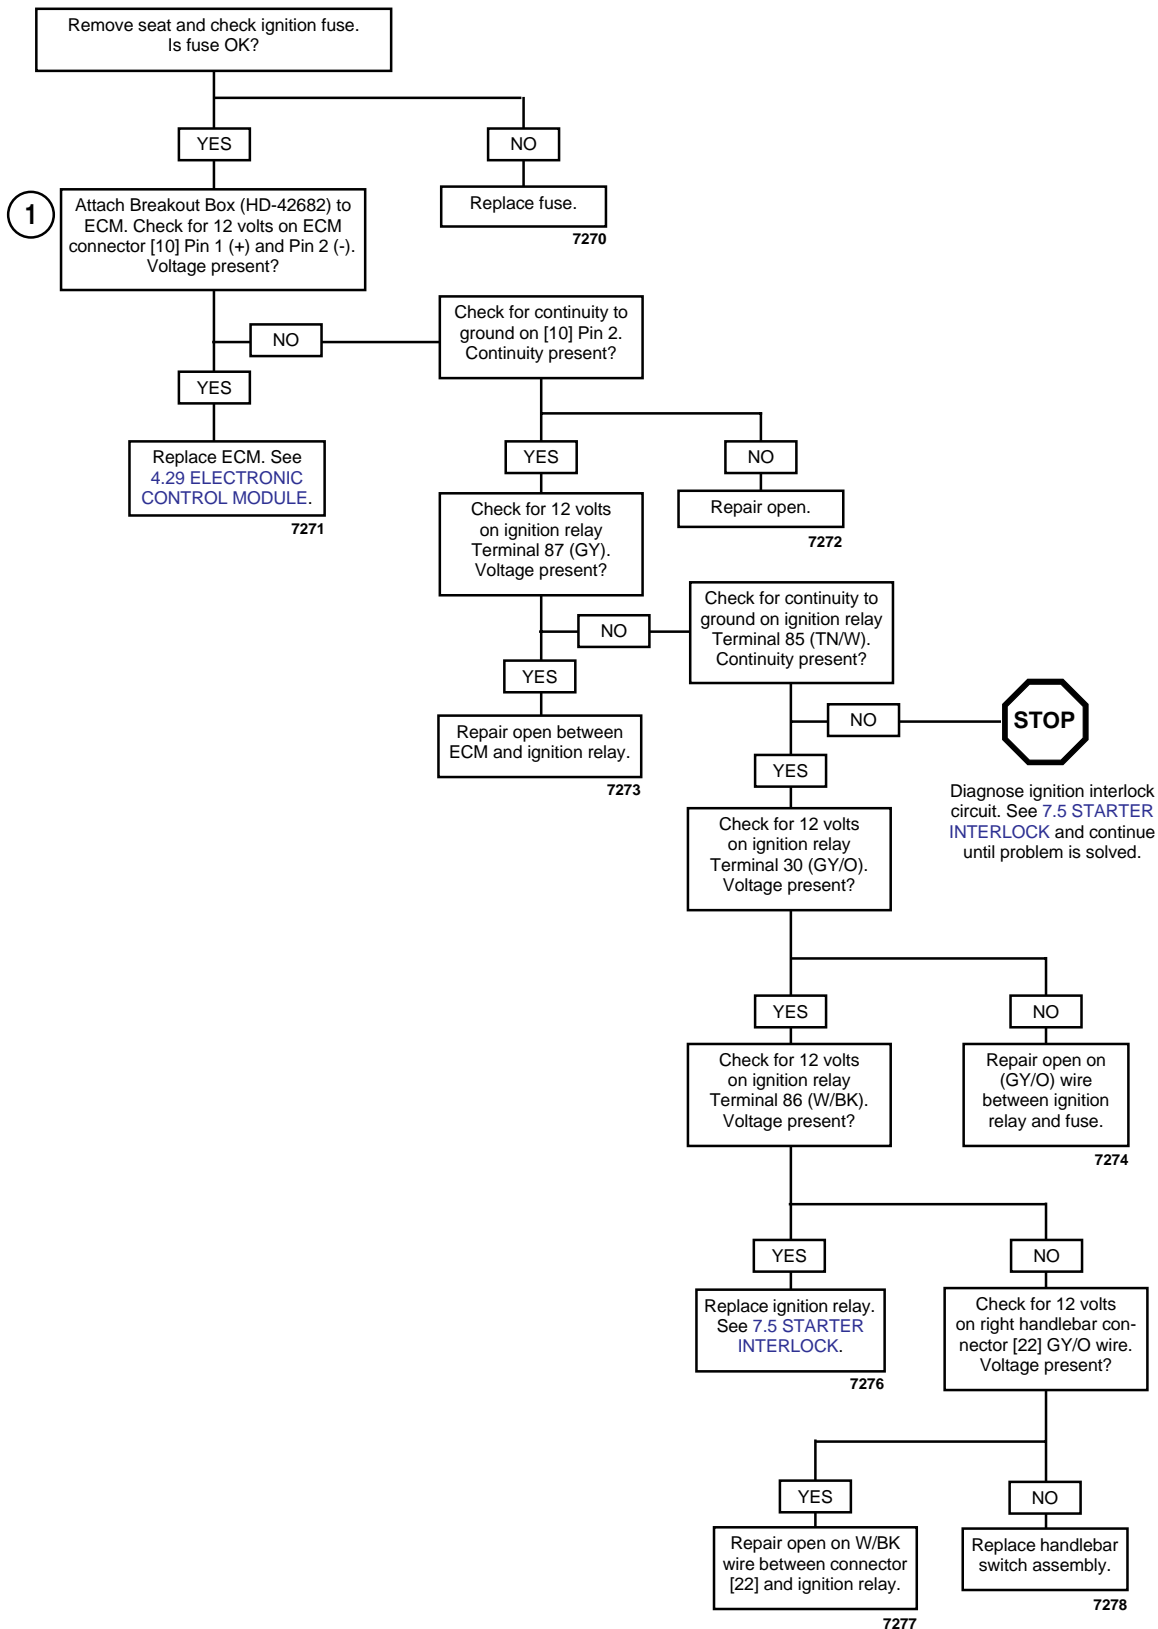 Remove seat and check ignition fuse.
Is fuse OK?
YES
NO
1
Attach Breakout Box (HD-42682) to
ECM. Check for 12 volts on ECM
connector [10] Pin 1 (+) and Pin 2 (-).
Voltage present?
Replace fuse.
7270
NO
Check for continuity to
ground on [10] Pin 2.
Continuity present?
YES
Replace ECM. See
4.29 ELECTRONIC
CONTROL MODULE.
7271
YES
NO
Check for 12 volts
on ignition relay
Terminal 87 (GY).
Voltage present?
Repair open.
7272
NO
Check for continuity to
ground on ignition relay
Terminal 85 (TN/W).
Continuity present?
YES
Repair open between
ECM and ignition relay.
7273
NO
STOP
Diagnose ignition interlock
circuit. See 7.5 STARTER
INTERLOCK and continue
until problem is solved.
YES
Check for 12 volts
on ignition relay
Terminal 30 (GY/O).
Voltage present?
YES
NO
Check for 12 volts
on ignition relay
Terminal 86 (W/BK).
Voltage present?
Repair open on
(GY/O) wire
between ignition
relay and fuse.
7274
YES
NO
Replace ignition relay.
See 7.5 STARTER
INTERLOCK.
7276
Check for 12 volts
on right handlebar con-
nector [22] GY/O wire.
Voltage present?
YES
NO
Repair open on W/BK
wire between connector
[22] and ignition relay.
7277
Replace handlebar
switch assembly.
7278